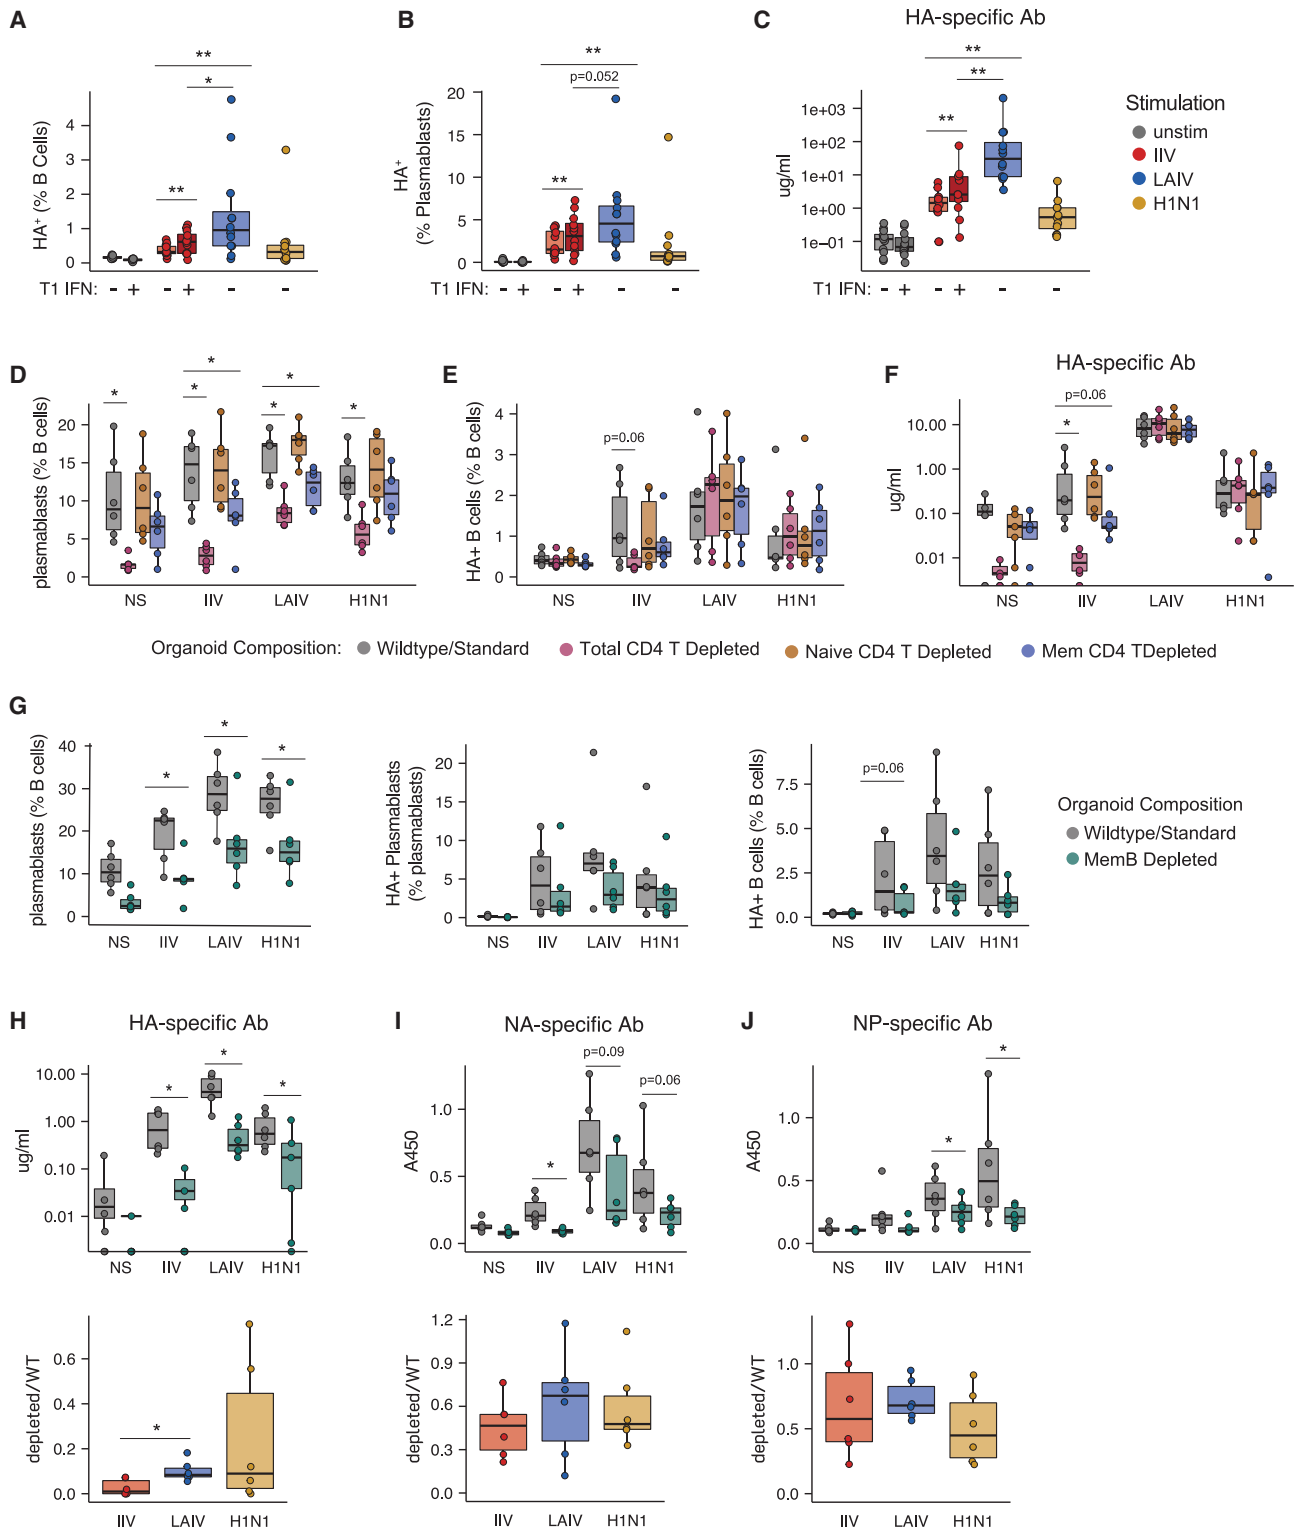 A
HA⁺ (% B Cells)
4
3
2
1
0
**
*
**
T1 IFN: - + - + - -
B
HA⁺
(% Plasmablasts)
20
15
10
5
0
**
p=0.052
**
- + - + - -
C
HA-specific Ab
ug/ml
1e+03
1e+02
1e+01
1e+00
1e−01
**
**
**
T1 IFN: - + - + - -
Stimulation
unstim
IIV
LAIV
H1N1
D
plasmablasts (% B cells)
20
15
10
5
0
*
*
*
*
*
*
NS IIV LAIV H1N1
E
HA+ B cells (% B cells)
4
3
2
1
0
p=0.06
NS IIV LAIV H1N1
F
HA-specific Ab
ug/ml
10.00
1.00
0.10
0.01
p=0.06
*
NS IIV LAIV H1N1
Organoid Composition: Wildtype/Standard Total CD4 T Depleted Naive CD4 T Depleted Mem CD4 TDepleted
G
plasmablasts (% B cells)
40
30
20
10
0
*
*
*
NS IIV LAIV H1N1
HA+ Plasmablasts
(% plasmablasts)
20
15
10
5
0
NS IIV LAIV H1N1
HA+ B cells (% B cells)
7.5
5.0
2.5
0.0
p=0.06
NS IIV LAIV H1N1
Organoid Composition
Wildtype/Standard
MemB Depleted
H
HA-specific Ab
ug/ml
10.00
1.00
0.10
0.01
*
*
*
NS IIV LAIV H1N1
depleted/WT
0.6
0.4
0.2
0.0
*
IIV LAIV H1N1
I
NA-specific Ab
A450
1.0
0.5
0.0
*
p=0.09
p=0.06
NS IIV LAIV H1N1
depleted/WT
1.2
0.9
0.6
0.3
0.0
IIV LAIV H1N1
J
NP-specific Ab
A450
1.0
0.5
0.0
*
*
NS IIV LAIV H1N1
depleted/WT
1.0
0.5
0.0
IIV LAIV H1N1